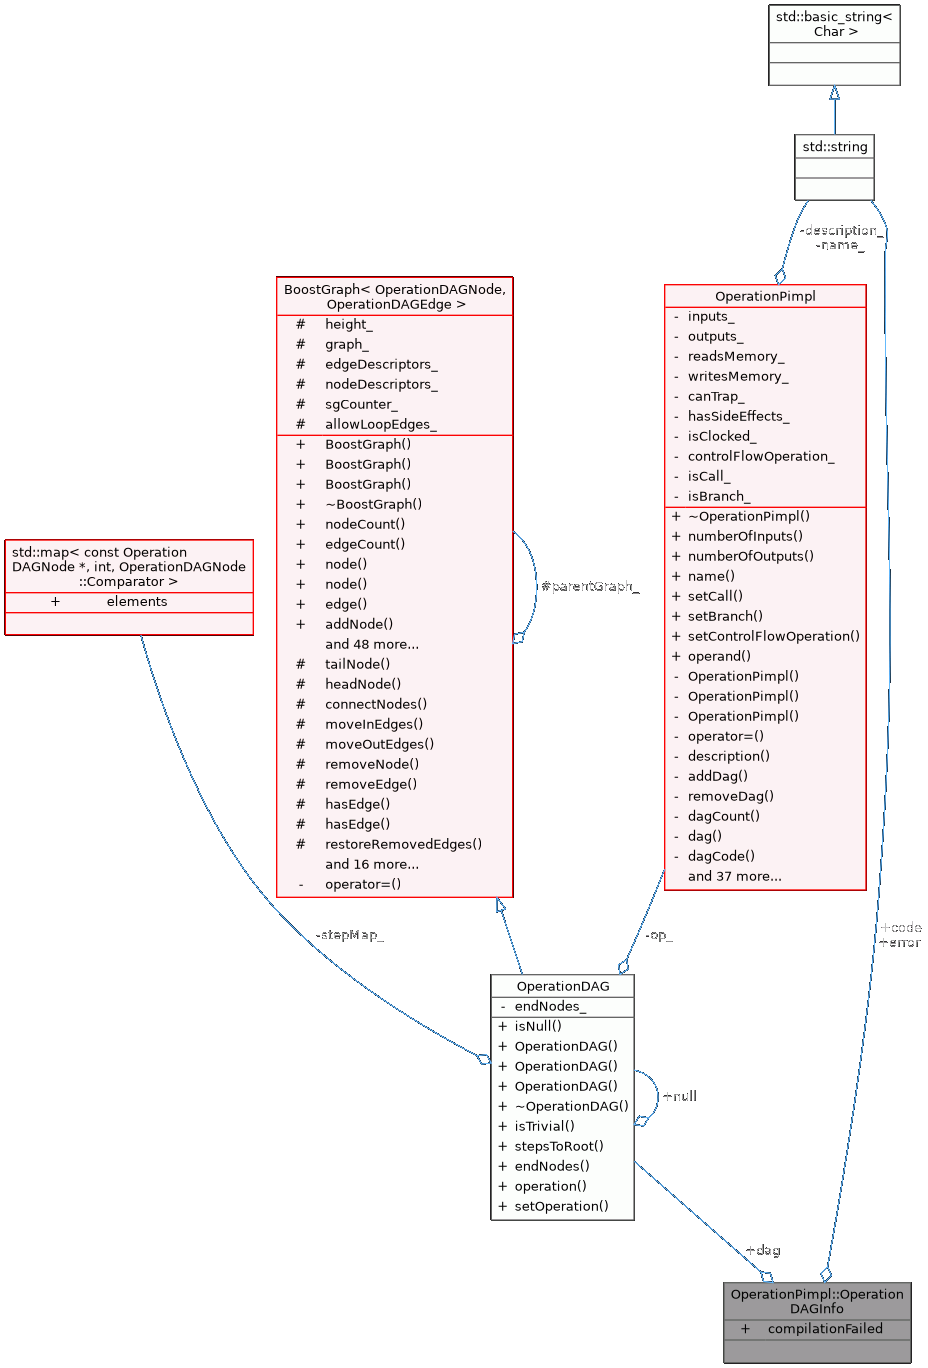 std::basic_string<
Char >
std::string
-description_
-name_
BoostGraph< OperationDAGNode,
OperationDAGEdge >
# height_
# graph_
# edgeDescriptors_
# nodeDescriptors_
# sgCounter_
# allowLoopEdges_
+ BoostGraph()
+ BoostGraph()
+ BoostGraph()
+ ~BoostGraph()
+ nodeCount()
+ edgeCount()
+ node()
+ node()
+ edge()
+ addNode()
and 48 more...
# tailNode()
# headNode()
# connectNodes()
# moveInEdges()
# moveOutEdges()
# removeNode()
# removeEdge()
# hasEdge()
# hasEdge()
# restoreRemovedEdges()
and 16 more...
- operator=()
#parentGraph_
OperationPimpl
- inputs_
- outputs_
- readsMemory_
- writesMemory_
- canTrap_
- hasSideEffects_
- isClocked_
- controlFlowOperation_
- isCall_
- isBranch_
+ ~OperationPimpl()
+ numberOfInputs()
+ numberOfOutputs()
+ name()
+ setCall()
+ setBranch()
+ setControlFlowOperation()
+ operand()
- OperationPimpl()
- OperationPimpl()
- OperationPimpl()
- operator=()
- description()
- addDag()
- removeDag()
- dagCount()
- dag()
- dagCode()
and 37 more...
std::map< const Operation
DAGNode *, int, OperationDAGNode
::Comparator >
+ elements
-stepMap_
-op_
+code
+error
OperationDAG
- endNodes_
+ isNull()
+ OperationDAG()
+ OperationDAG()
+ OperationDAG()
+ ~OperationDAG()
+ isTrivial()
+ stepsToRoot()
+ endNodes()
+ operation()
+ setOperation()
+null
+dag
OperationPimpl::Operation
DAGInfo
+ compilationFailed